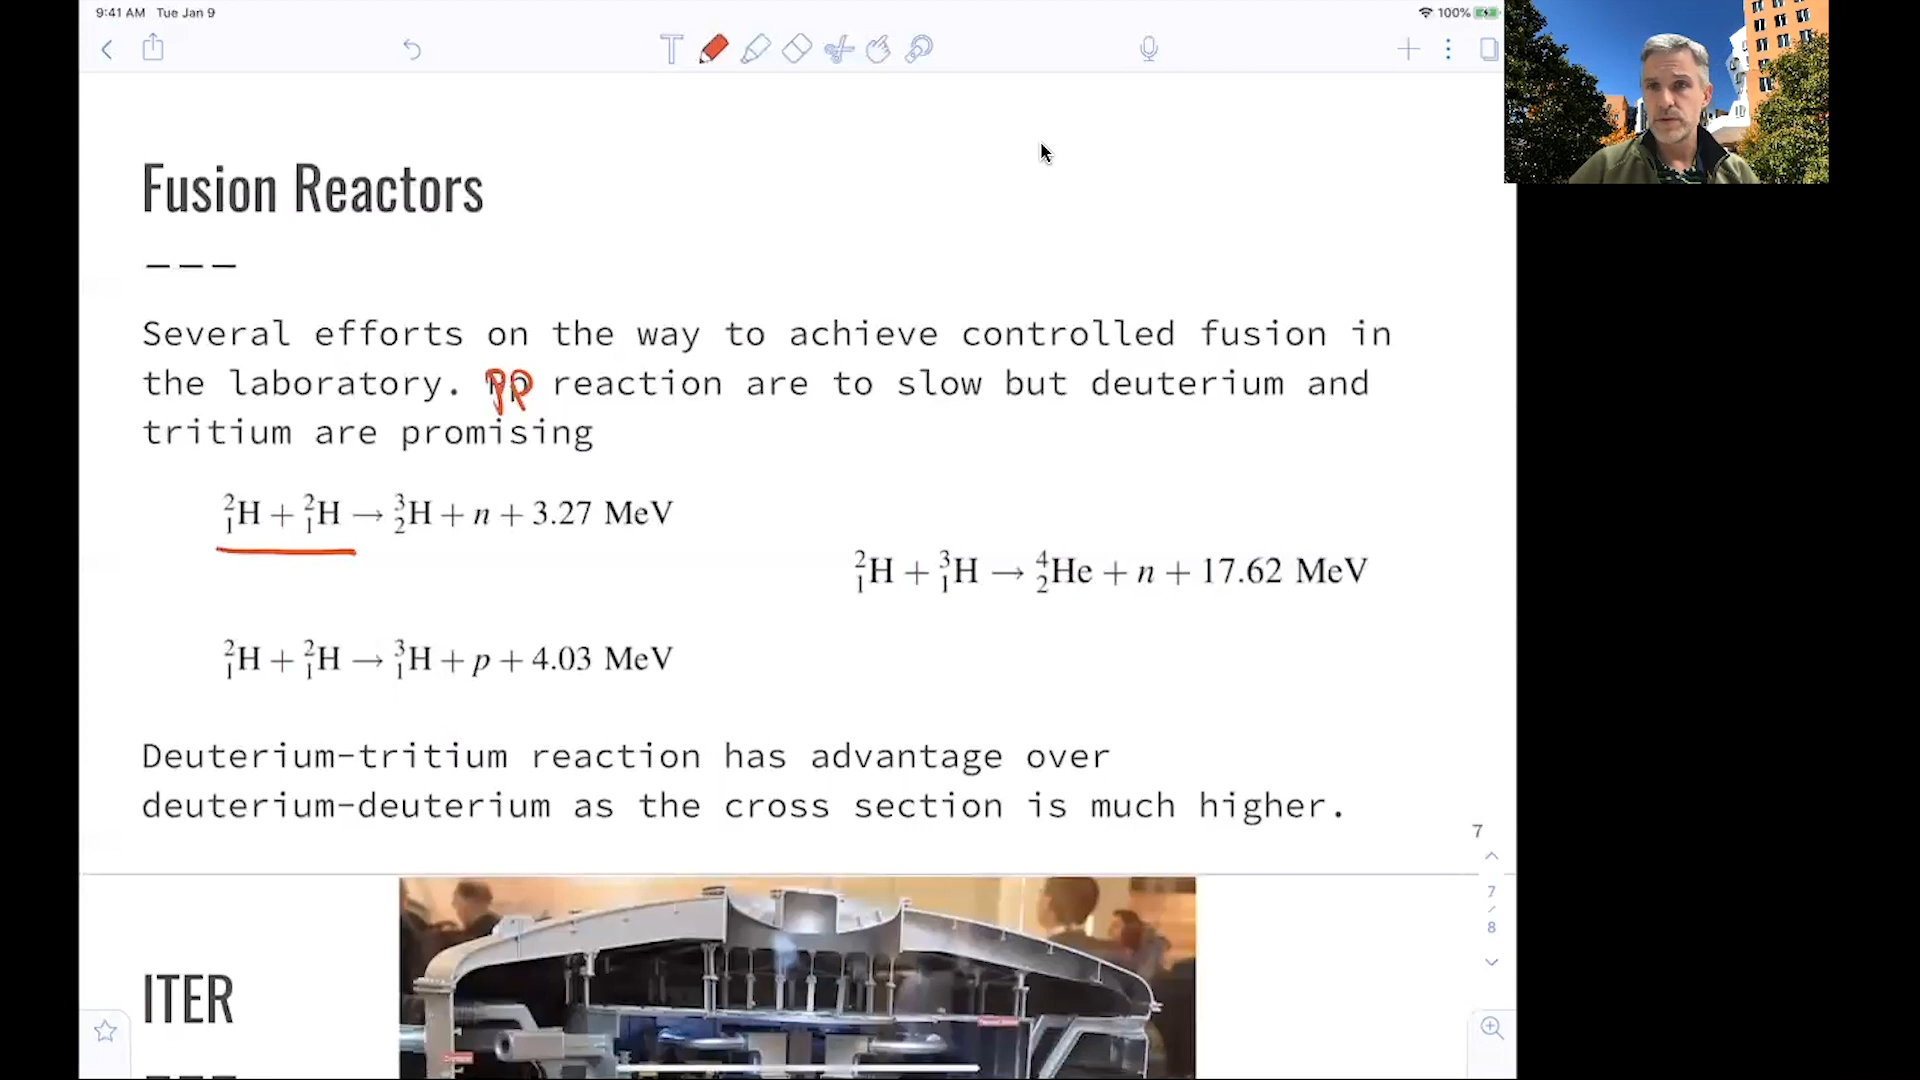 9:41 AM Tue Jan 9
100%
Fusion Reactors
---
Several efforts on the way to achieve controlled fusion in
the laboratory. pp reaction are to slow but deuterium and
tritium are promising
²₁H + ²₁H → ³₂H + n + 3.27 MeV
²₁H + ³₁H → ⁴₂He + n + 17.62 MeV
²₁H + ²₁H → ³₁H + p + 4.03 MeV
Deuterium-tritium reaction has advantage over
deuterium-deuterium as the cross section is much higher.
7
7
/
8
ITER